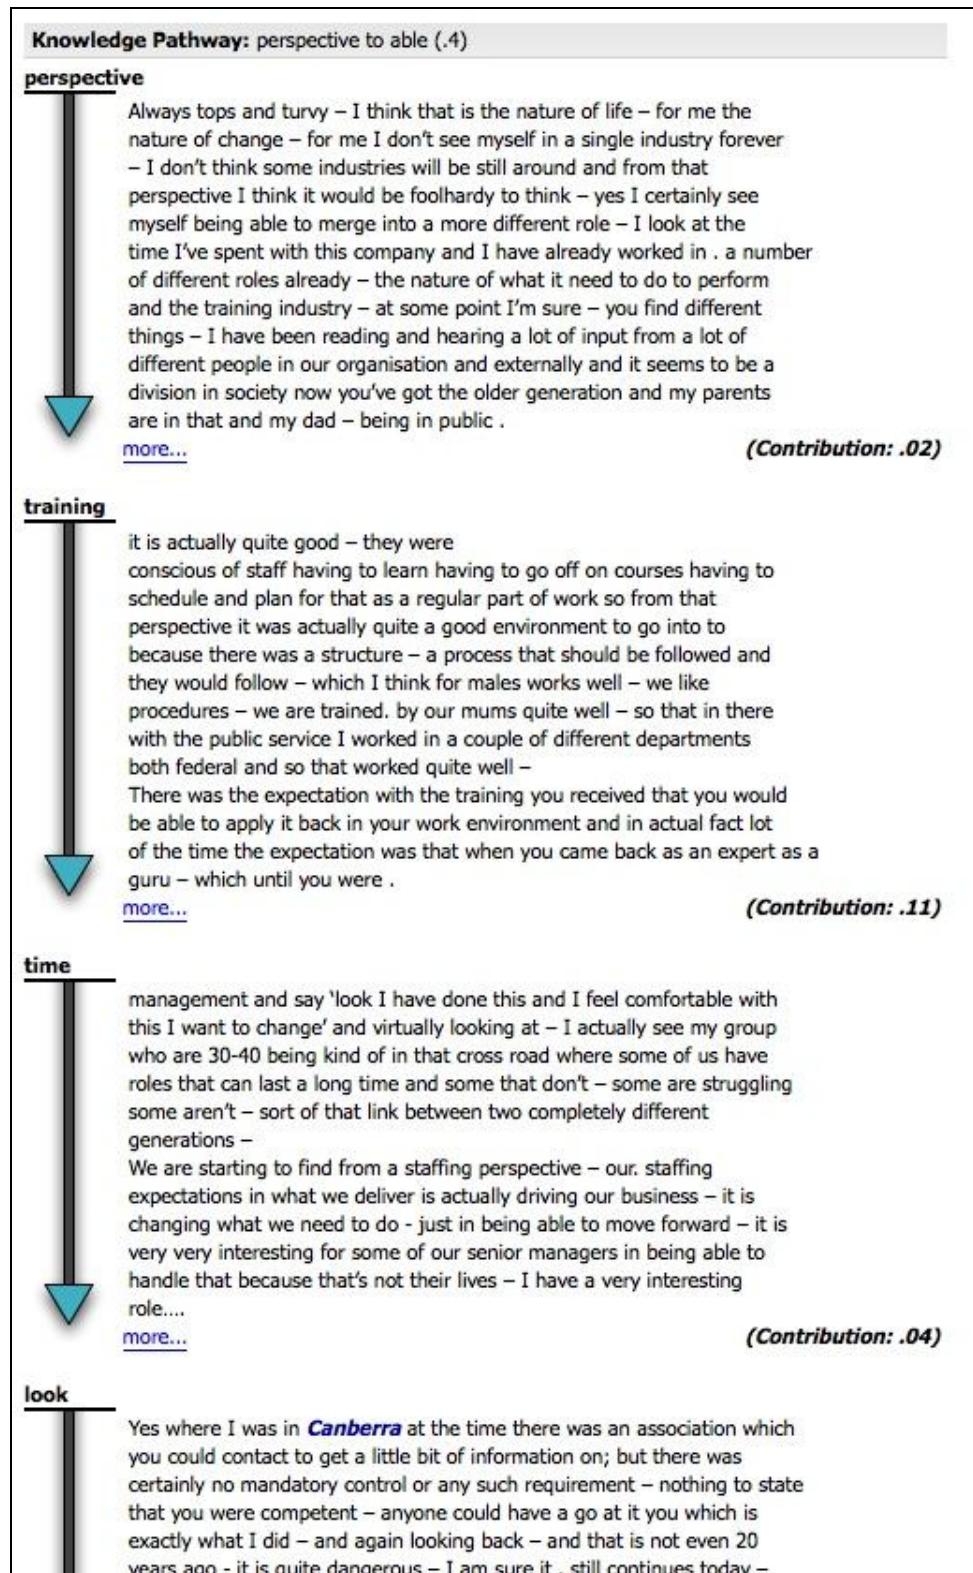 Knowledge Pathway: perspective to able (.4)
perspective
Always tops and turvy – I think that is the nature of life – for me the
nature of change – for me I don't see myself in a single industry forever
– I don't think some industries will be still around and from that
perspective I think it would be foolhardy to think – yes I certainly see
myself being able to merge into a more different role – I look at the
time I've spent with this company and I have already worked in . a number
of different roles already – the nature of what it need to do to perform
and the training industry – at some point I'm sure – you find different
things – I have been reading and hearing a lot of input from a lot of
different people in our organisation and externally and it seems to be a
division in society now you've got the older generation and my parents
are in that and my dad – being in public .
more... (Contribution: .02)
training
it is actually quite good – they were
conscious of staff having to learn having to go off on courses having to
schedule and plan for that as a regular part of work so from that
perspective it was actually quite a good environment to go into to
because there was a structure – a process that should be followed and
they would follow – which I think for males works well – we like
procedures – we are trained. by our mums quite well – so that in there
with the public service I worked in a couple of different departments
both federal and so that worked quite well –
There was the expectation with the training you received that you would
be able to apply it back in your work environment and in actual fact lot
of the time the expectation was that when you came back as an expert as a
guru – which until you were .
more... (Contribution: .11)
time
management and say 'look I have done this and I feel comfortable with
this I want to change' and virtually looking at – I actually see my group
who are 30-40 being kind of in that cross road where some of us have
roles that can last a long time and some that don't – some are struggling
some aren't – sort of that link between two completely different
generations –
We are starting to find from a staffing perspective – our. staffing
expectations in what we deliver is actually driving our business – it is
changing what we need to do - just in being able to move forward – it is
very very interesting for some of our senior managers in being able to
handle that because that's not their lives – I have a very interesting
role....
more... (Contribution: .04)
look
Yes where I was in Canberra at the time there was an association which
you could contact to get a little bit of information on; but there was
certainly no mandatory control or any such requirement – nothing to state
that you were competent – anyone could have a go at it you which is
exactly what I did – and again looking back – and that is not even 20
years ago - it is quite dangerous – I am sure it . still continues today –